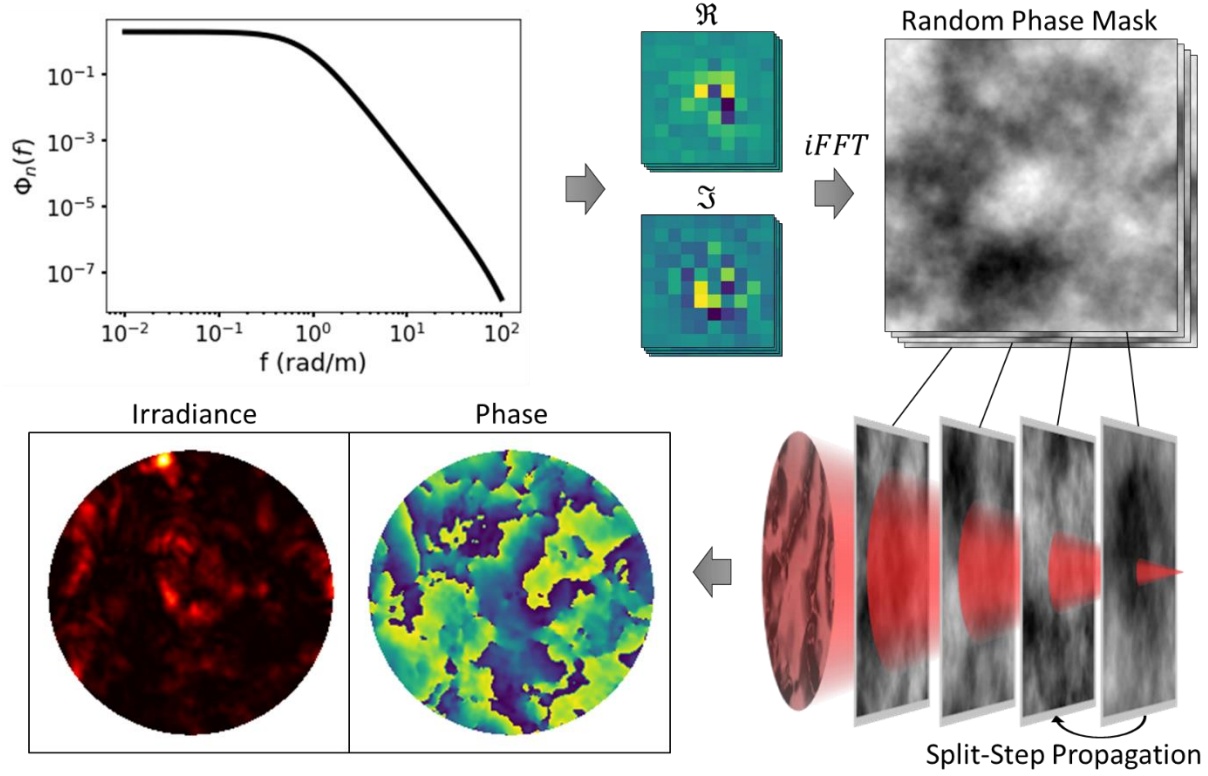 ℜ
Random Phase Mask
10⁻¹
10⁻³
10⁻⁵
10⁻⁷
Φₙ(f)
10⁻² 10⁻¹ 10⁰ 10¹ 10²
f (rad/m)
iFFT
ℑ
Irradiance
Phase
Split-Step Propagation